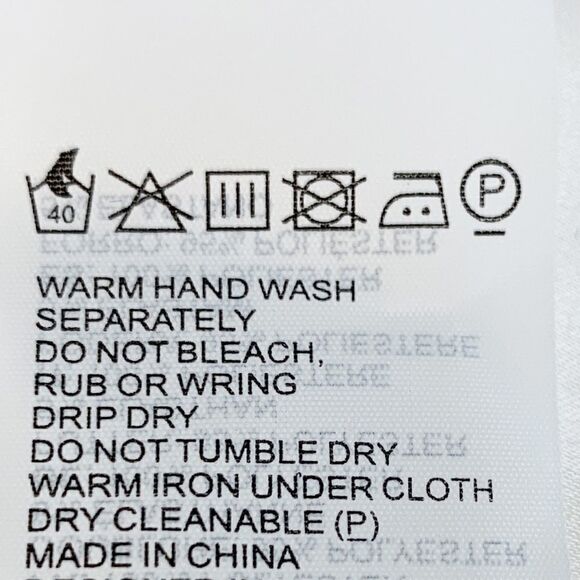 40
P
WARM HAND WASH
SEPARATELY
DO NOT BLEACH,
RUB OR WRING
DRIP DRY
DO NOT TUMBLE DRY
WARM IRON UNDER CLOTH
DRY CLEANABLE (P)
MADE IN CHINA